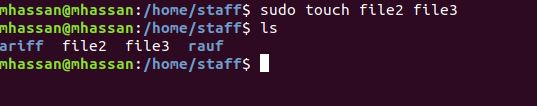 mhassan@mhassan:/home/staff$ sudo touch file2 file3
mhassan@mhassan:/home/staff$ ls
ariff  file2  file3  rauf
mhassan@mhassan:/home/staff$